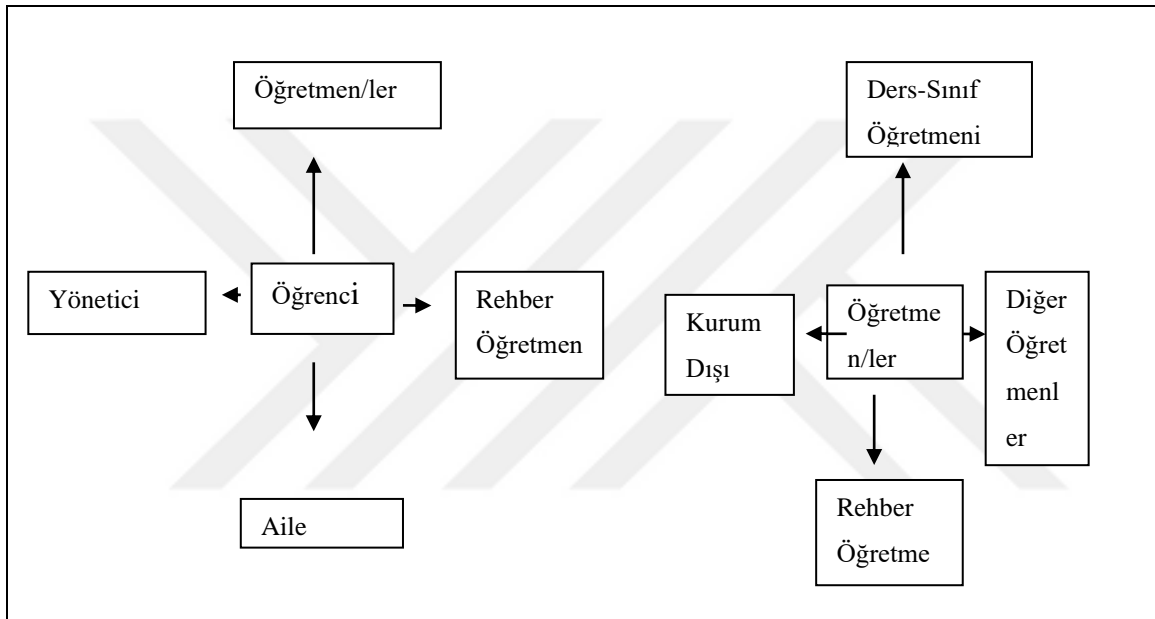 Öğretmen/ler
Yönetici
Öğrenci
Rehber
Öğretmen
Aile
Ders-Sınıf
Öğretmeni
Kurum
Dışı
Öğretme
n/ler
Diğer
Öğret
menl
er
Rehber
Öğretme